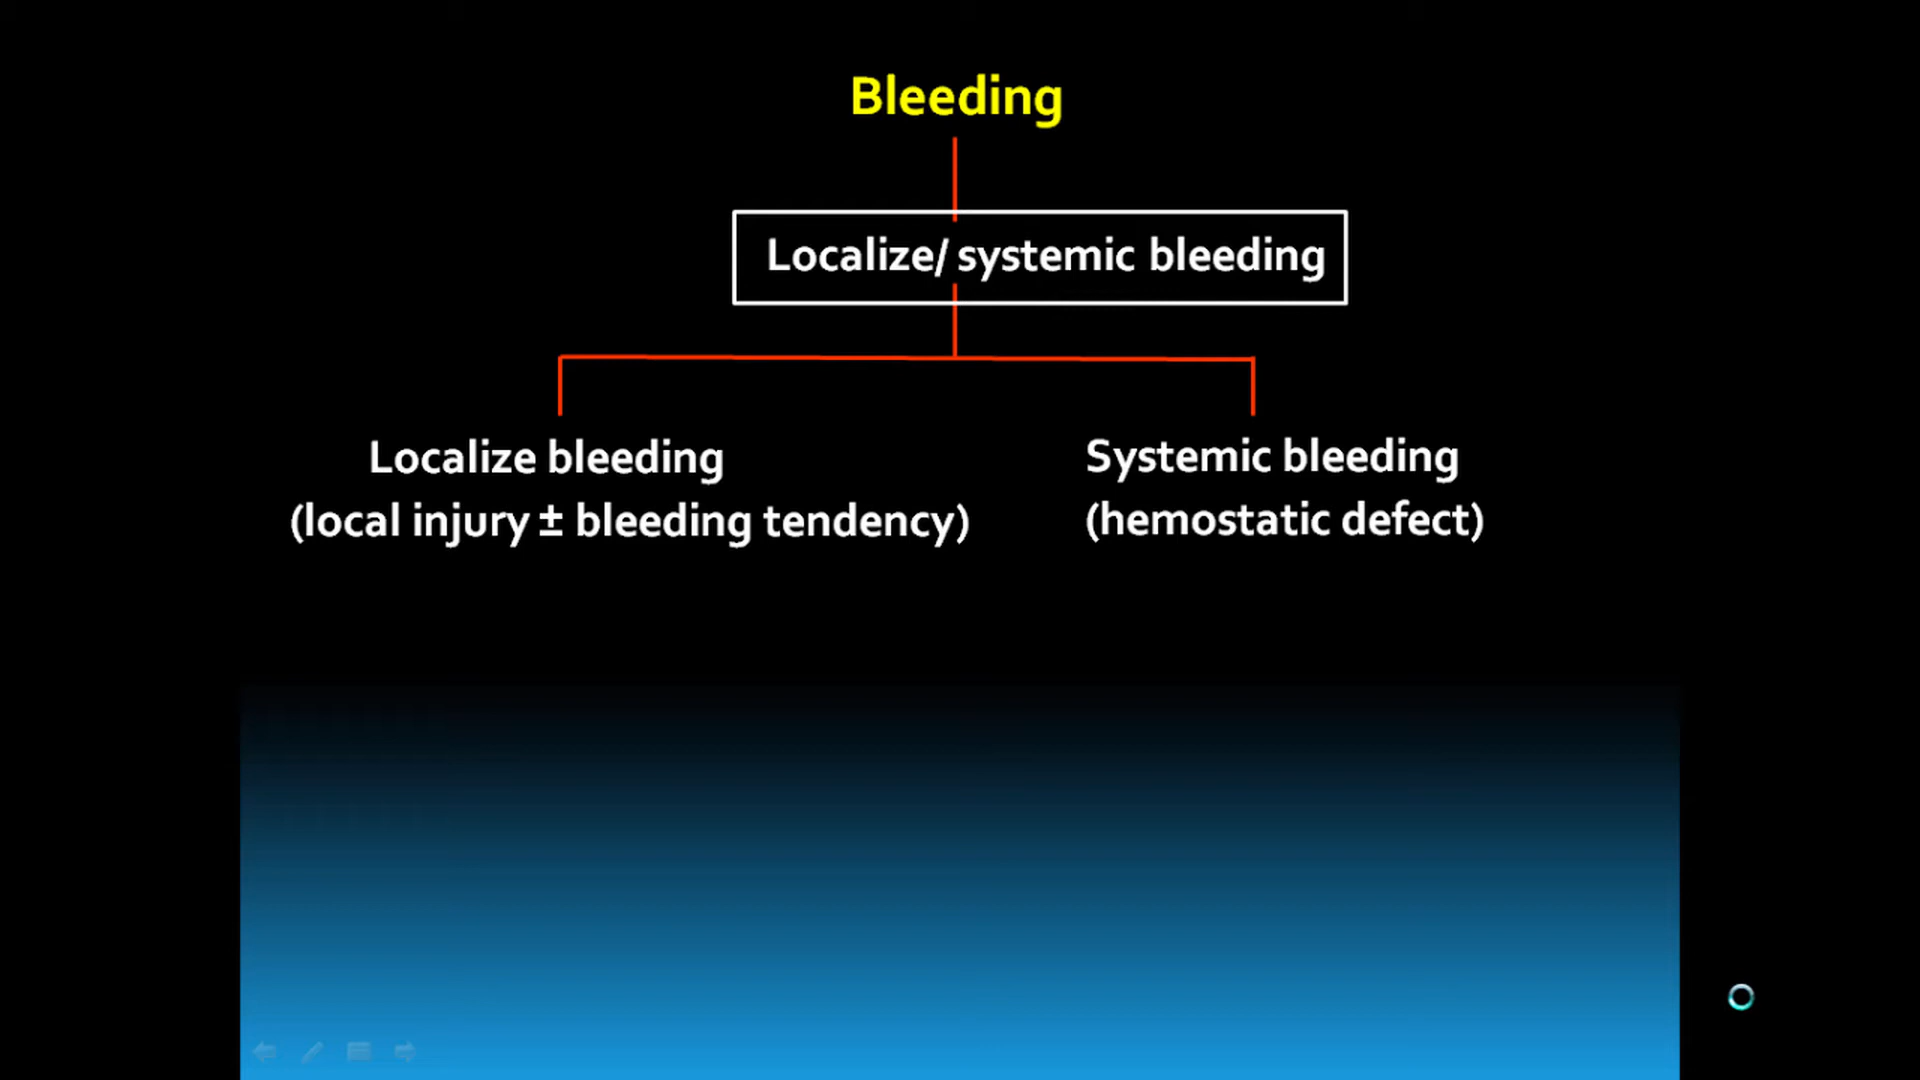 Bleeding
Localize/ systemic bleeding
Localize bleeding
(local injury ± bleeding tendency)
Systemic bleeding
(hemostatic defect)